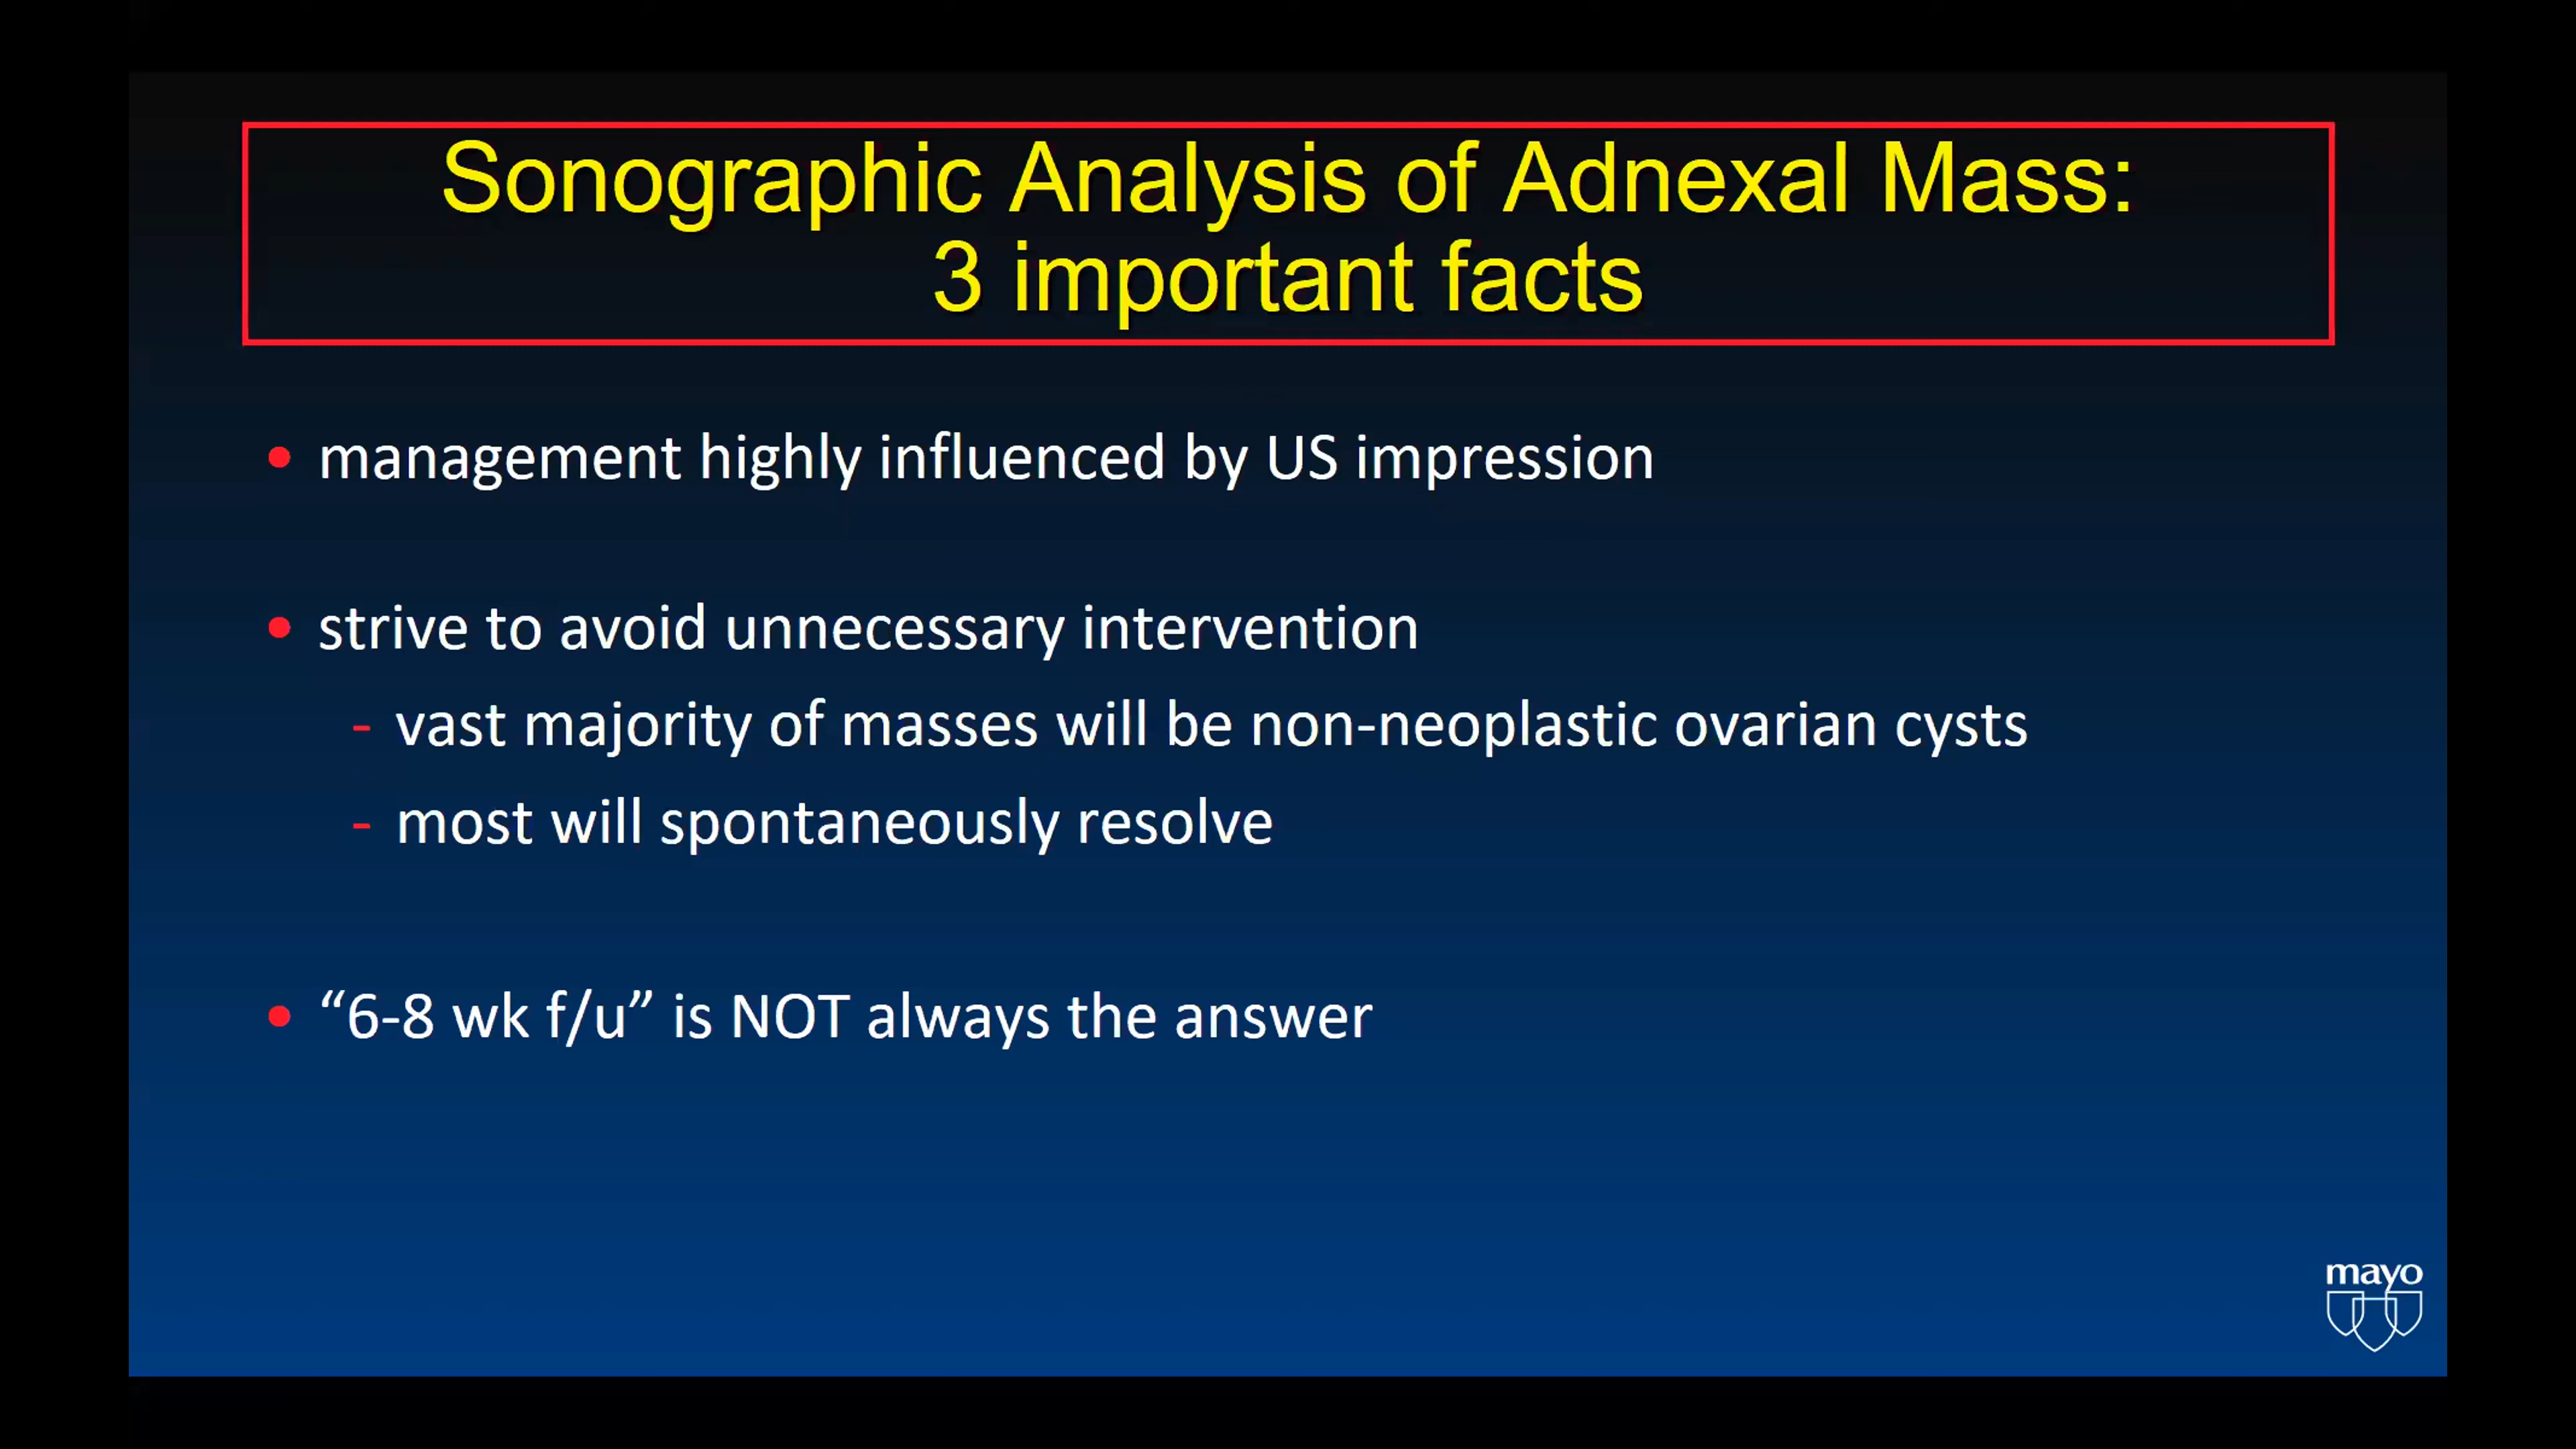 Sonographic Analysis of Adnexal Mass:
3 important facts
• management highly influenced by US impression
• strive to avoid unnecessary intervention
- vast majority of masses will be non-neoplastic ovarian cysts
- most will spontaneously resolve
• “6-8 wk f/u” is NOT always the answer
mayo